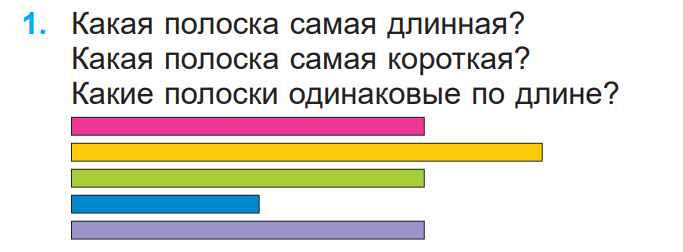 1. Какая полоска самая длинная?
Какая полоска самая короткая?
Какие полоски одинаковые по длине?